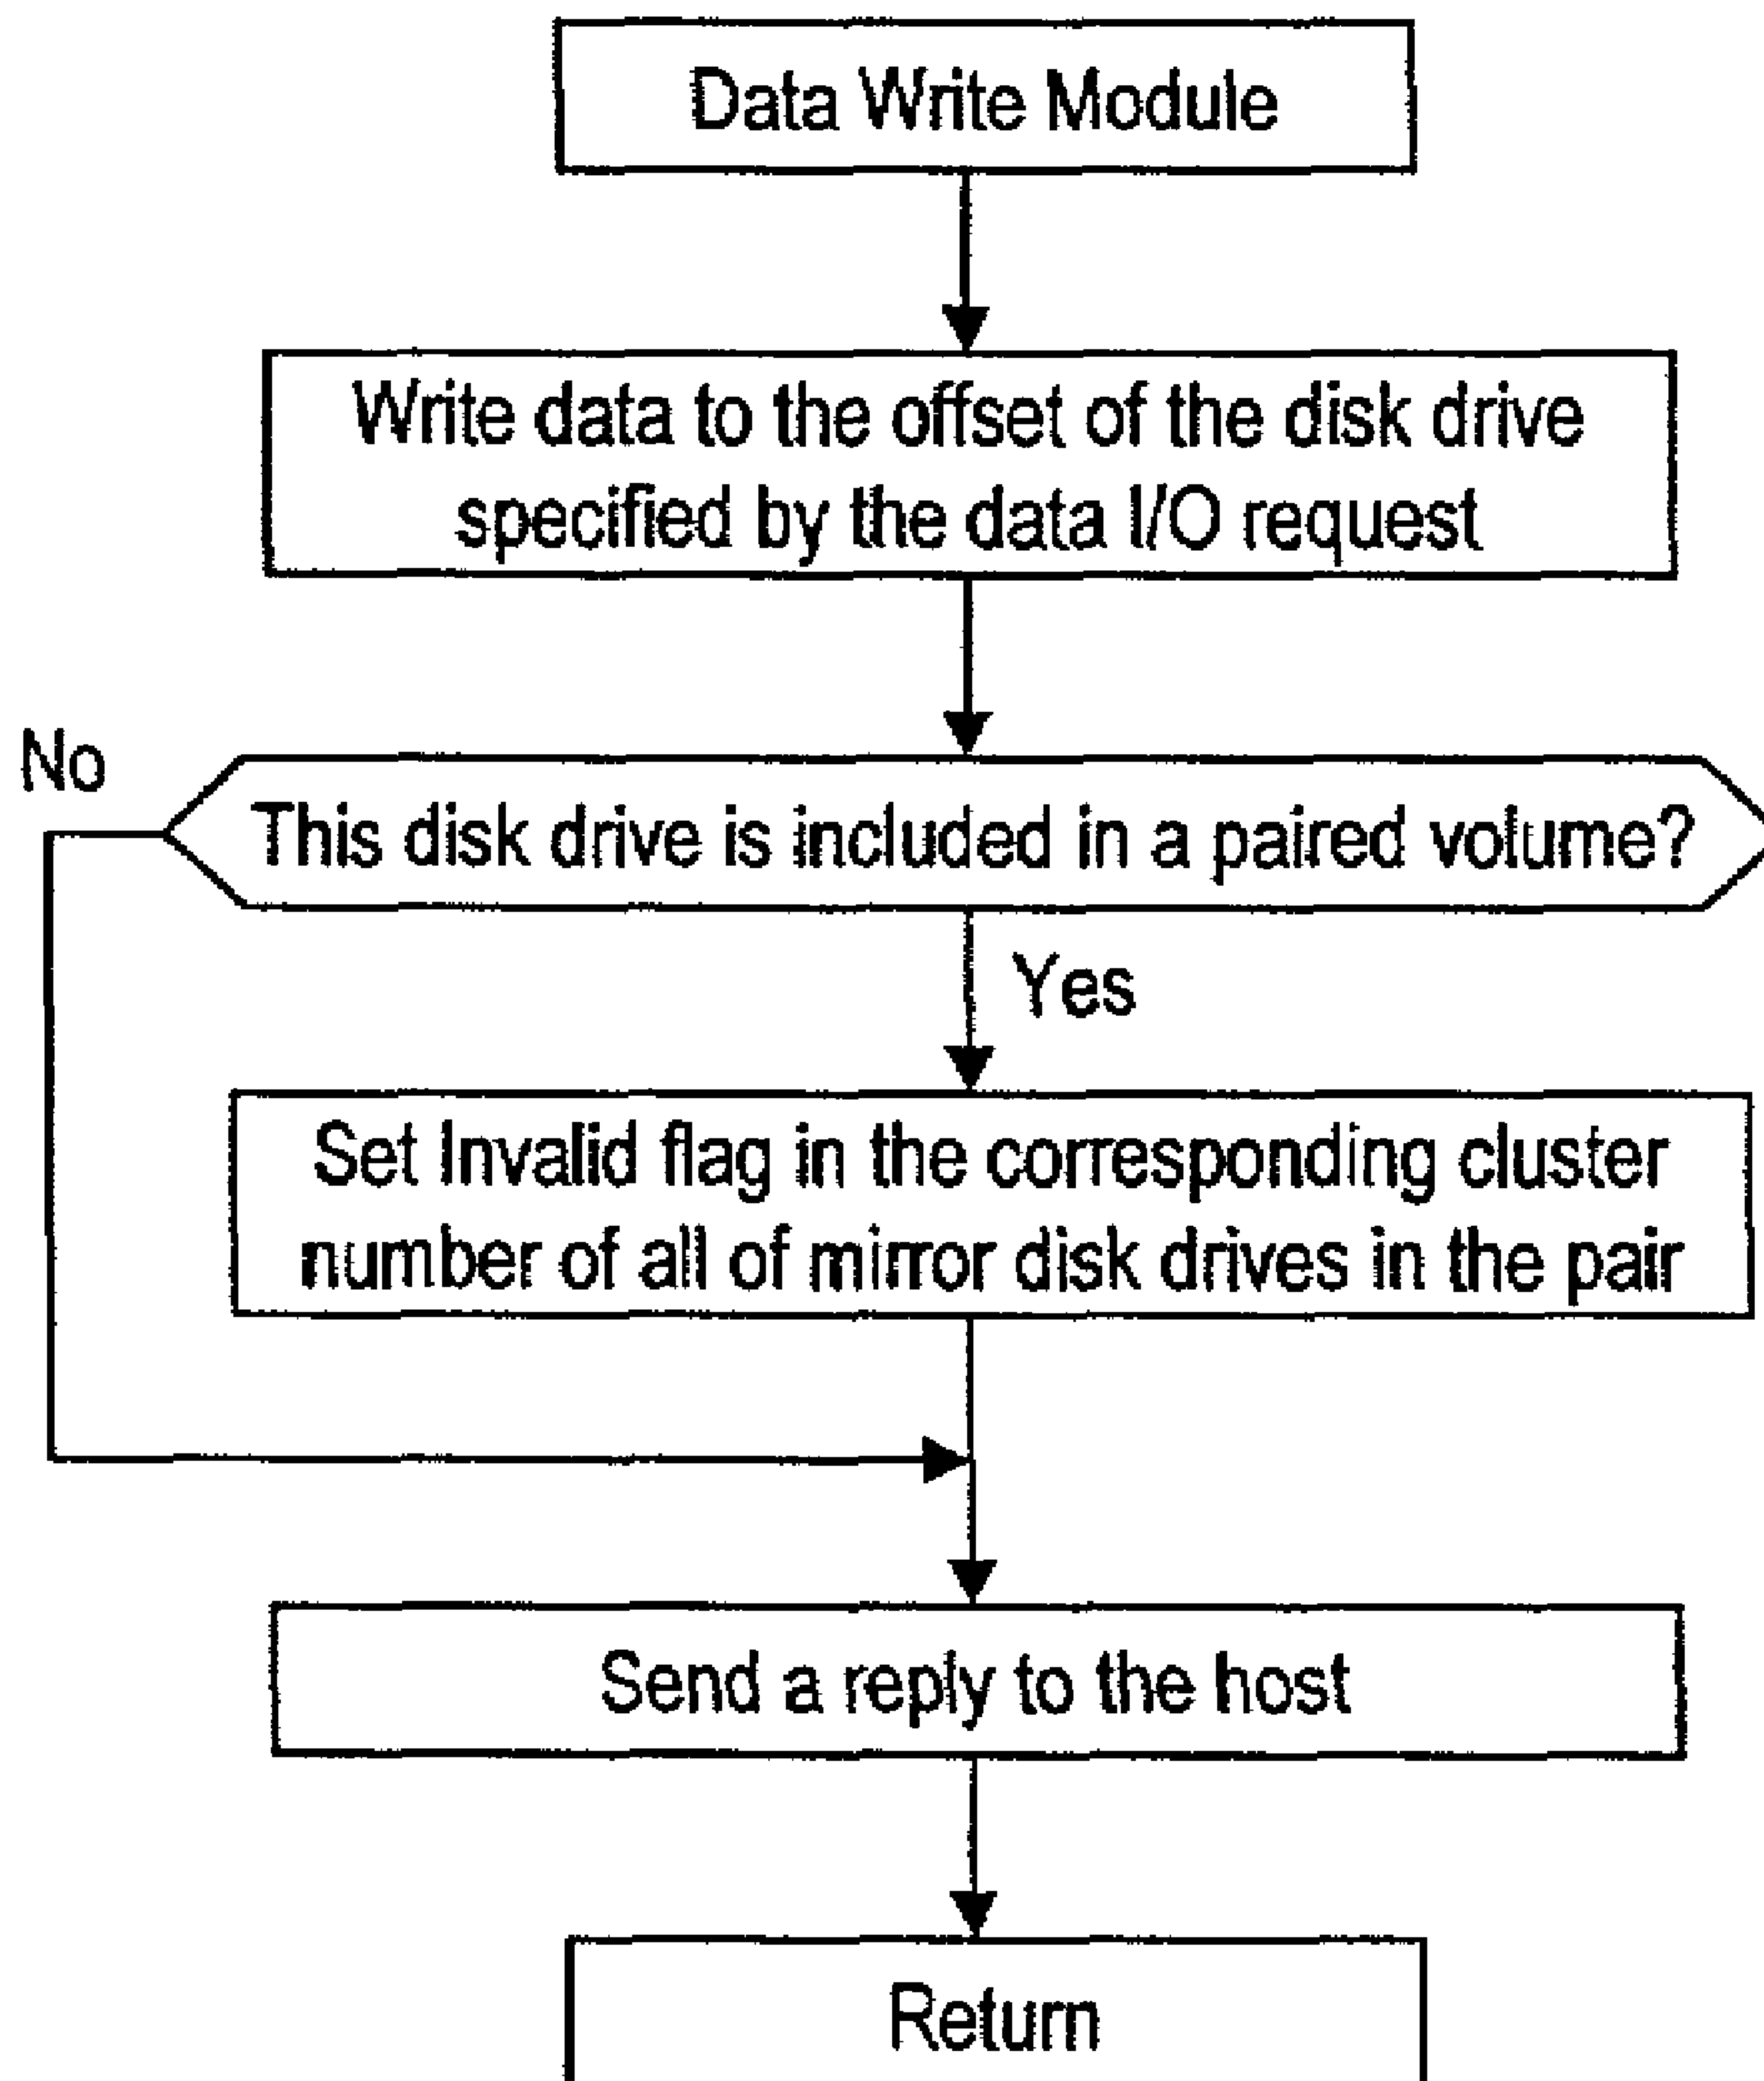 Data Write Module
Write data to the offset of the disk drive
specified by the data I/O request
No
This disk drive is included in a paired volume?
Yes
Set Invalid flag in the corresponding cluster
number of all of mirror disk drives in the pair
Send a reply to the host
Return